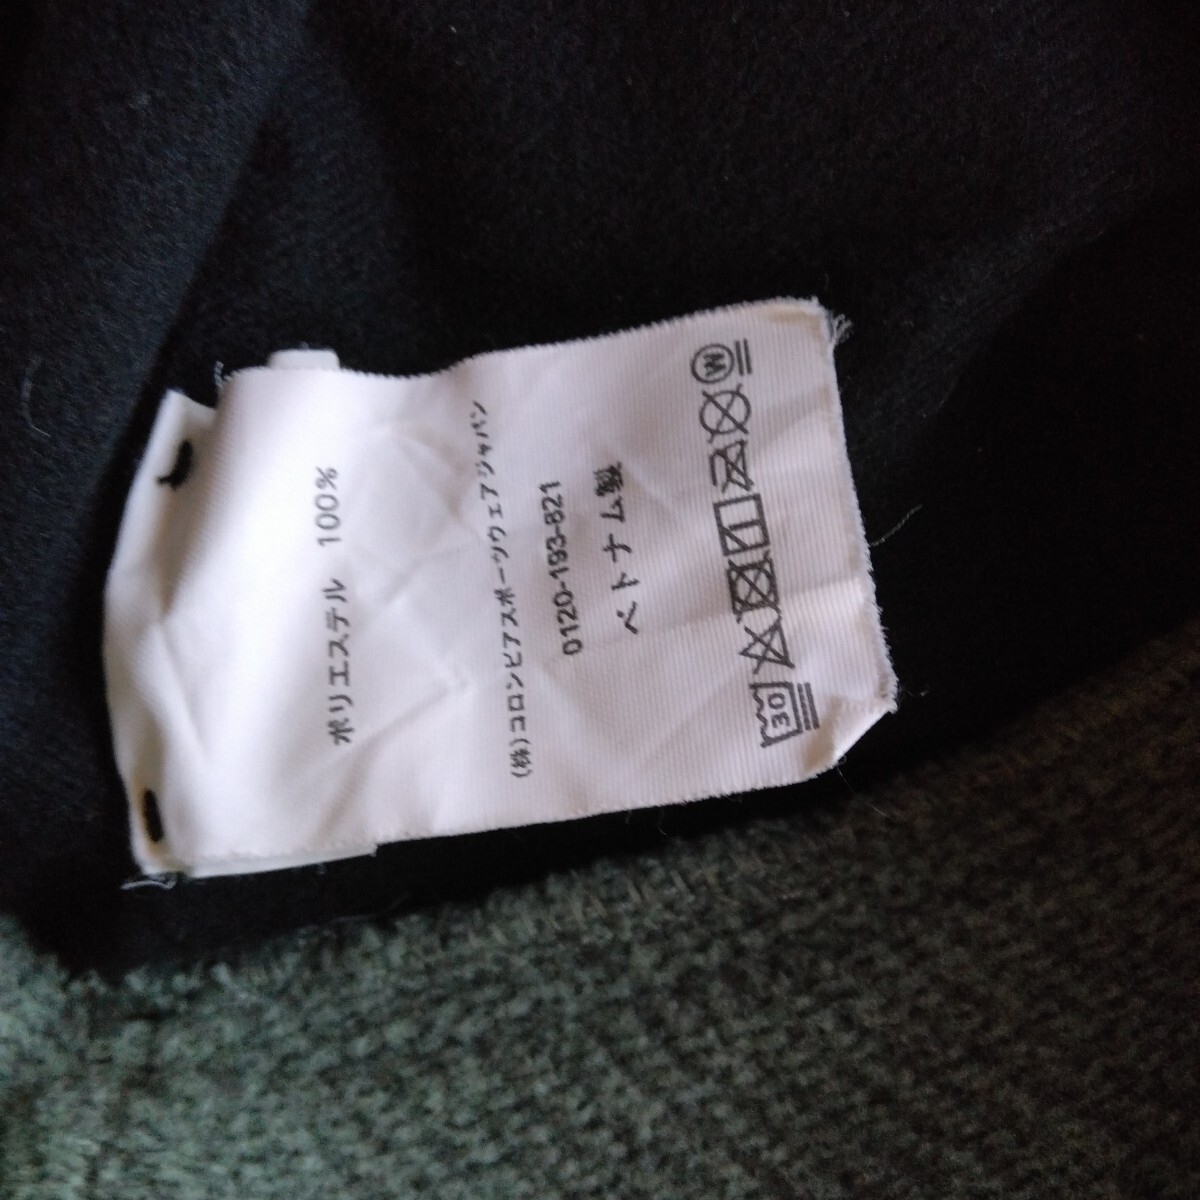 ポリエステル 100%
(株)コロンビアスポーツウェアジャパン
0120-193-821
ベトナム製
30
W